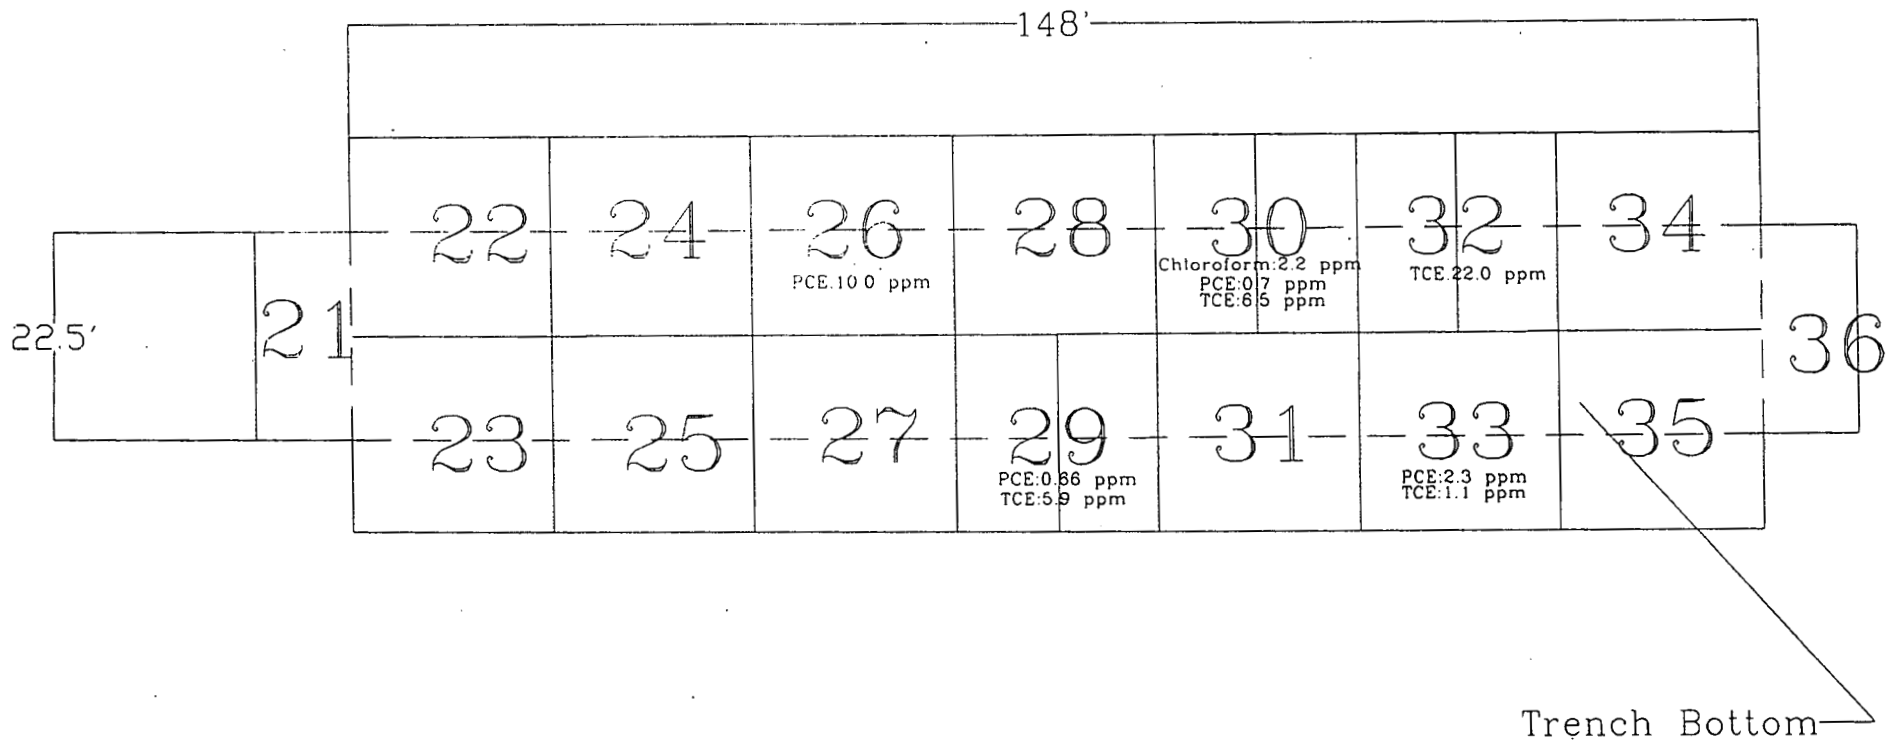 148'
22 24 26 28 30 32 34
PCE.10.0 ppm
Chloroform:2.2 ppm
PCE:0.7 ppm
TCE:6.5 ppm
TCE.22.0 ppm
22.5'
21
36
23 25 27 29 31 33 35
PCE:0.66 ppm
TCE:5.9 ppm
PCE:2.3 ppm
TCE:1.1 ppm
Trench Bottom